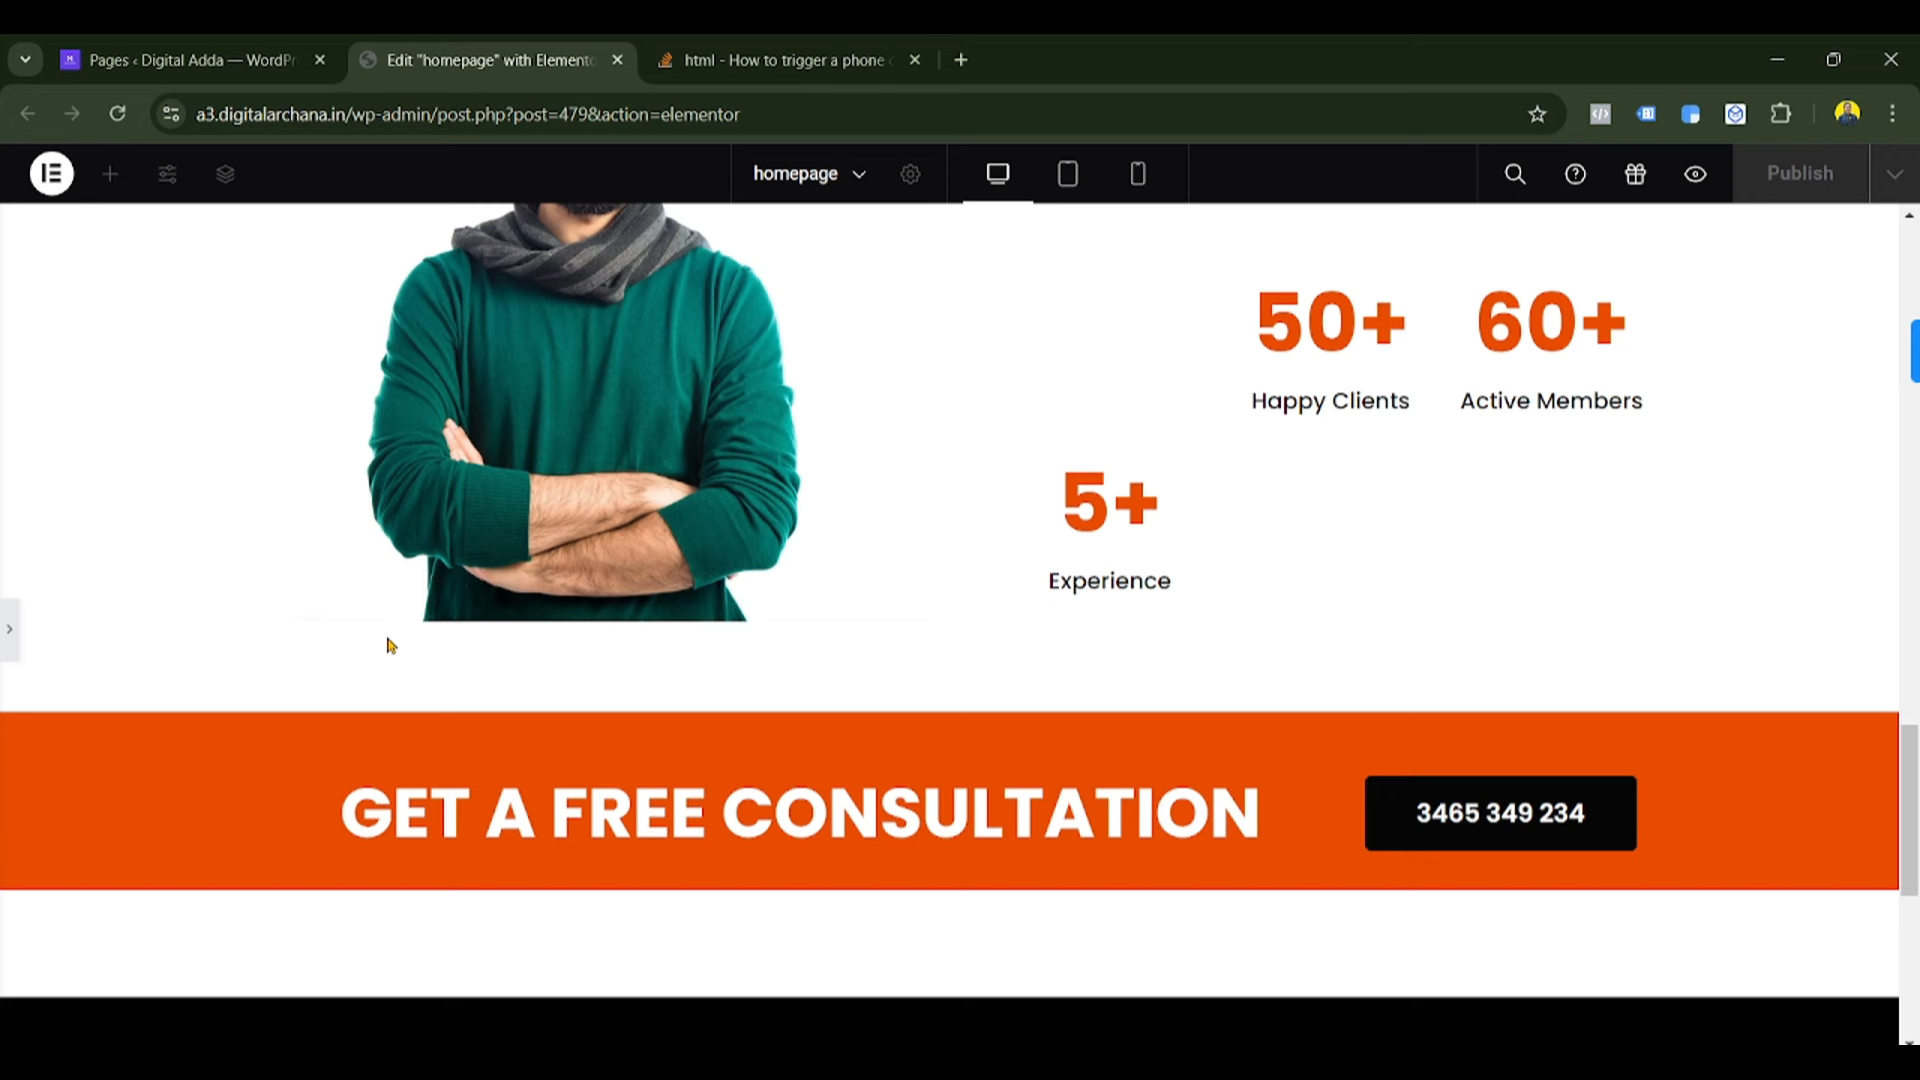 Pages ‹ Digital Adda — WordPr
Edit "homepage" with Elemento
html - How to trigger a phone c
a3.digitalarchana.in/wp-admin/post.php?post=479&action=elementor
homepage
Publish
50+ 60+
Happy Clients Active Members
5+
Experience
GET A FREE CONSULTATION
3465 349 234